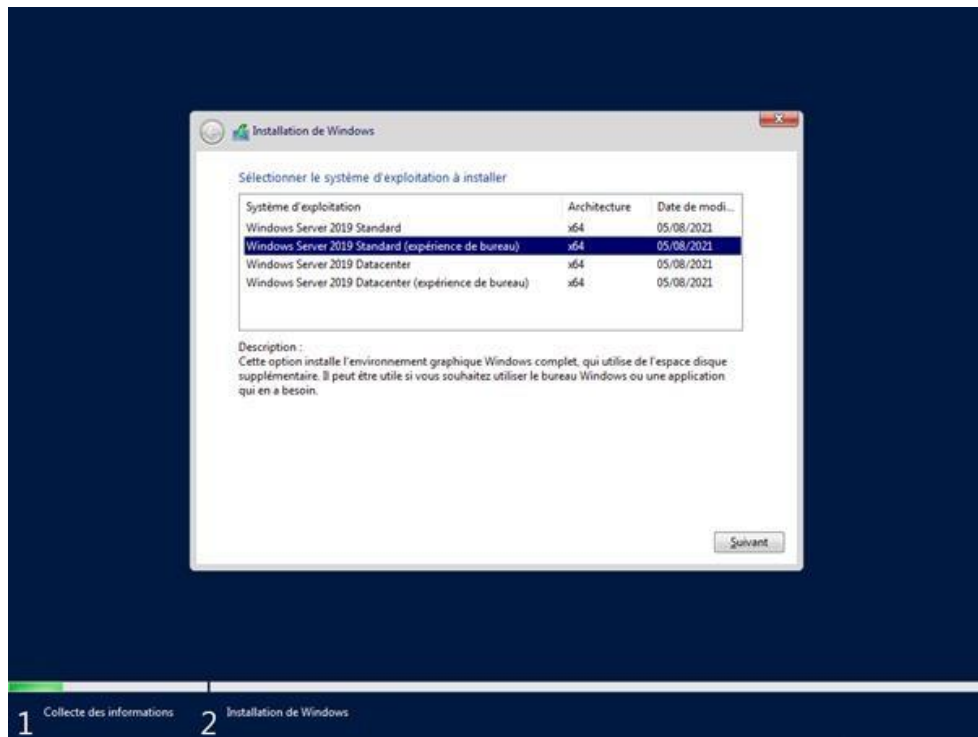 Installation de Windows
Sélectionner le système d'exploitation à installer
Système d'exploitation Architecture Date de modi...
Windows Server 2019 Standard x64 05/08/2021
Windows Server 2019 Standard (expérience de bureau) x64 05/08/2021
Windows Server 2019 Datacenter x64 05/08/2021
Windows Server 2019 Datacenter (expérience de bureau) x64 05/08/2021
Description :
Cette option installe l'environnement graphique Windows complet, qui utilise de l'espace disque
supplémentaire. Il peut être utile si vous souhaitez utiliser le bureau Windows ou une application
qui en a besoin.
Suivant
1 Collecte des informations 2 Installation de Windows